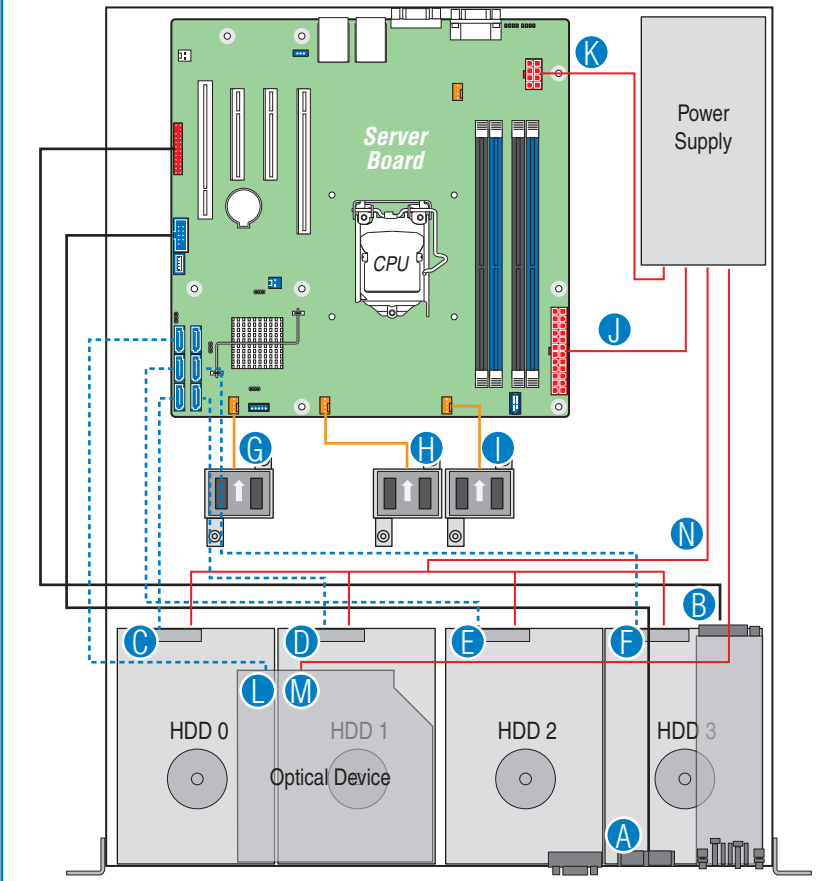 K
Power
Supply
Server
Board
CPU
J
G
H
I
N
B
C
D
E
F
L
M
HDD 0
HDD 1
HDD 2
HDD 3
Optical Device
A